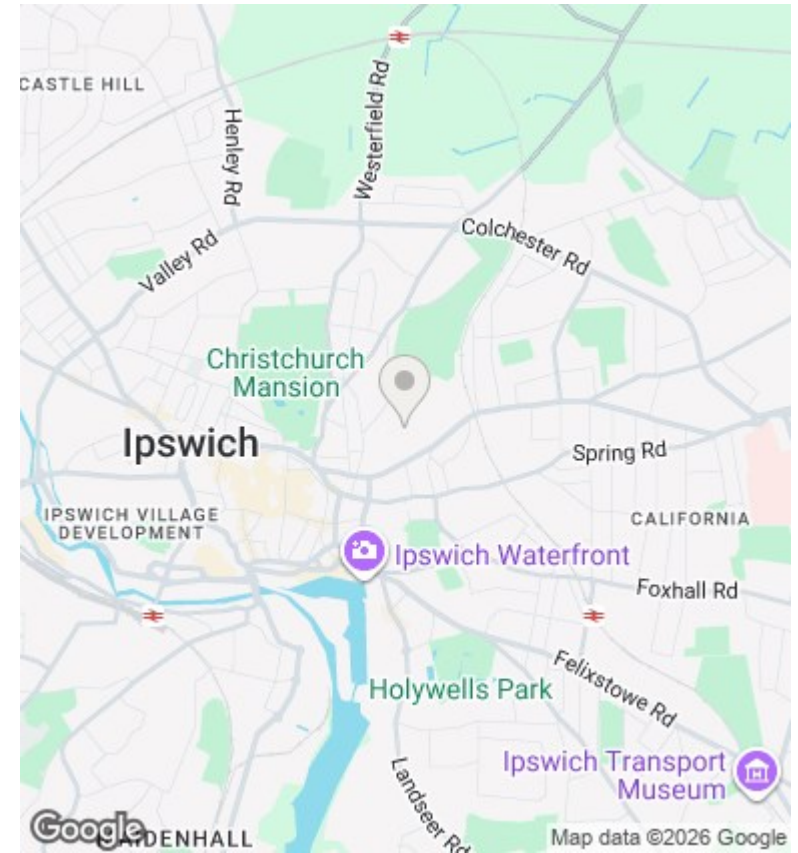 CASTLE HILL
Henley Rd
Westerfield Rd
Valley Rd
Colchester Rd
Christchurch
Mansion
Ipswich
Spring Rd
IPSWICH VILLAGE
DEVELOPMENT
CALIFORNIA
Ipswich Waterfront
Foxhall Rd
Felixstowe Rd
Holywells Park
Landseer Rd
Ipswich Transport
Museum
Google
MAIDENHALL
Map data ©2026 Google